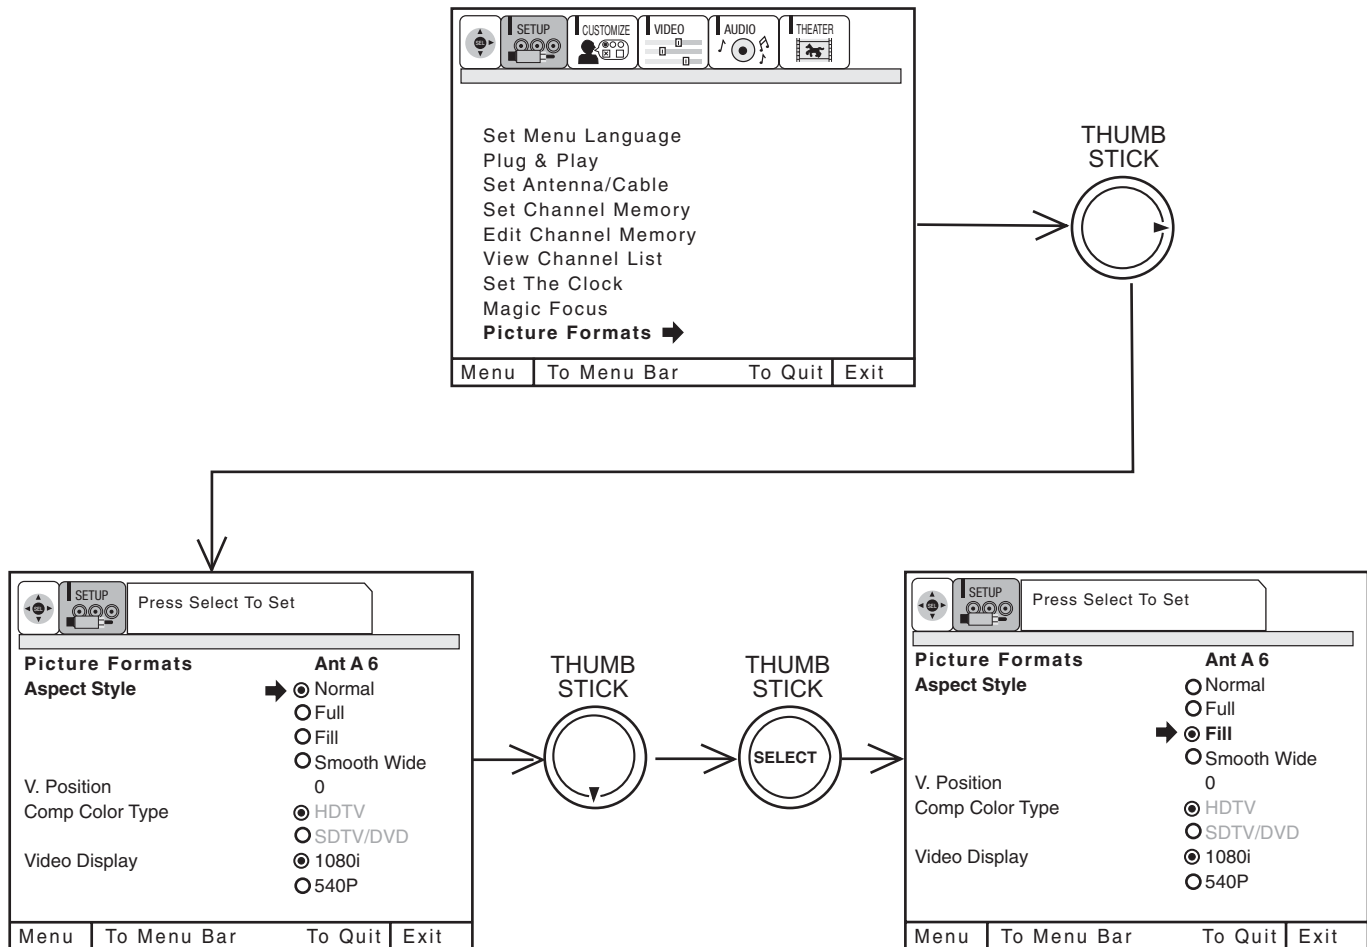 SETUP CUSTOMIZE VIDEO AUDIO THEATER
SEL
Set Menu Language
Plug & Play
Set Antenna/Cable
Set Channel Memory
Edit Channel Memory
View Channel List
Set The Clock
Magic Focus
Picture Formats
Menu To Menu Bar To Quit Exit
THUMB
STICK
SETUP
SEL
Press Select To Set
Picture Formats Ant A 6
Aspect Style Normal
Full
Fill
Smooth Wide
V. Position 0
Comp Color Type HDTV
SDTV/DVD
Video Display 1080i
540P
Menu To Menu Bar To Quit Exit
THUMB
STICK
THUMB
STICK
SELECT
SETUP
SEL
Press Select To Set
Picture Formats Ant A 6
Aspect Style Normal
Full
Fill
Smooth Wide
V. Position 0
Comp Color Type HDTV
SDTV/DVD
Video Display 1080i
540P
Menu To Menu Bar To Quit Exit